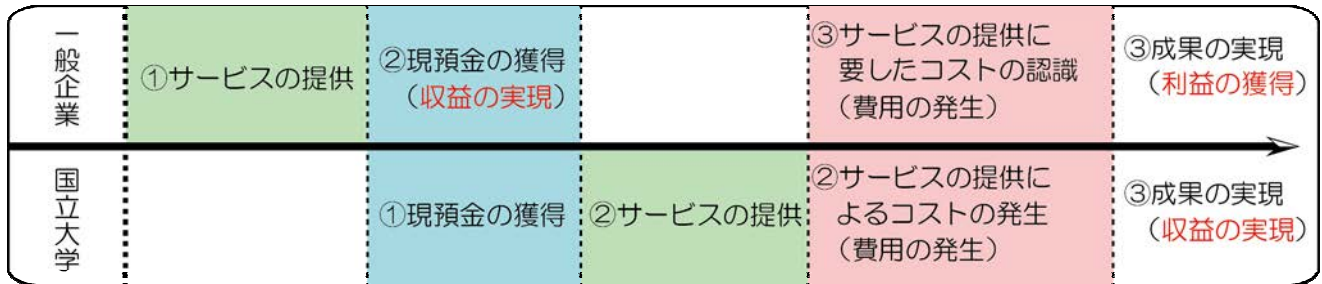 一般企業
①サービスの提供
②現預金の獲得
（収益の実現）
③サービスの提供に
要したコストの認識
（費用の発生）
③成果の実現
（利益の獲得）
国立大学
①現預金の獲得
②サービスの提供
②サービスの提供に
よるコストの発生
（費用の発生）
③成果の実現
（収益の実現）